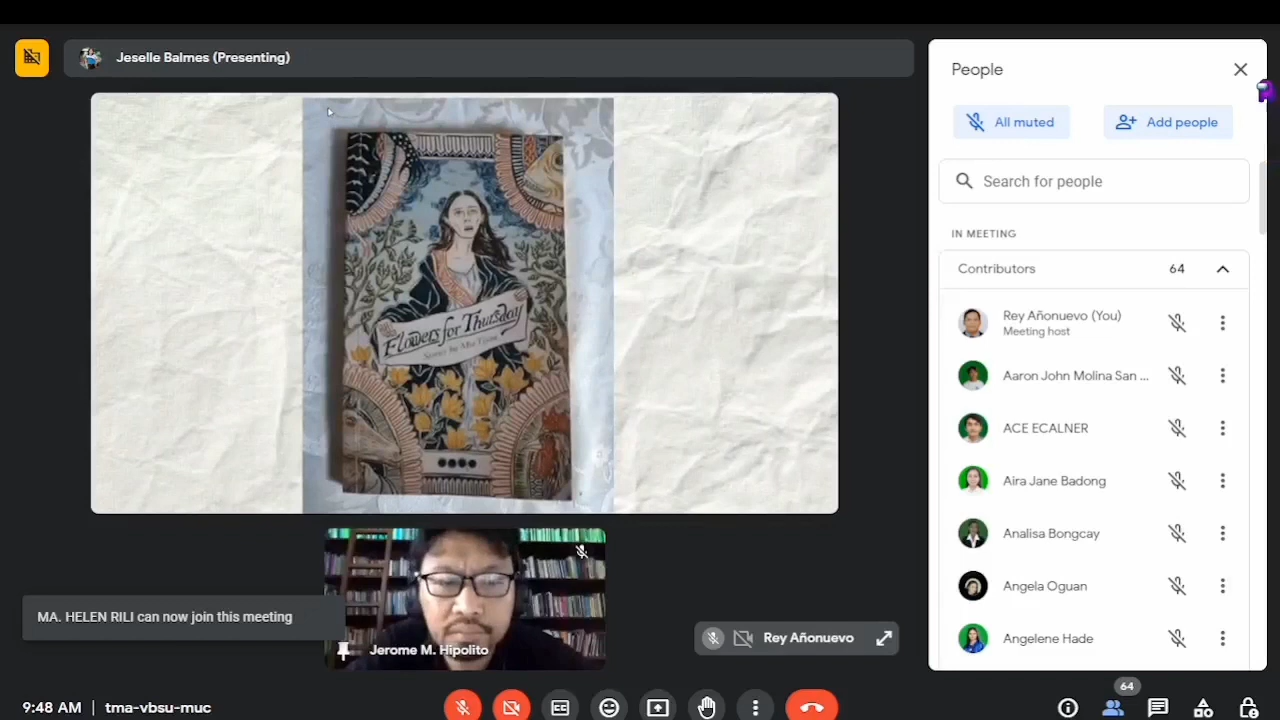 Jeselle Balmes (Presenting)
People
All muted
Add people
Search for people
IN MEETING
Contributors
64
Rey Añonuevo (You)
Meeting host
Aaron John Molina San ...
ACE ECALNER
Aira Jane Badong
Analisa Bongcay
Angela Oguan
Angelene Hade
Flowers for Thursday
MA. HELEN RILI can now join this meeting
Jerome M. Hipolito
Rey Añonuevo
9:48 AM | tma-vbsu-muc
64